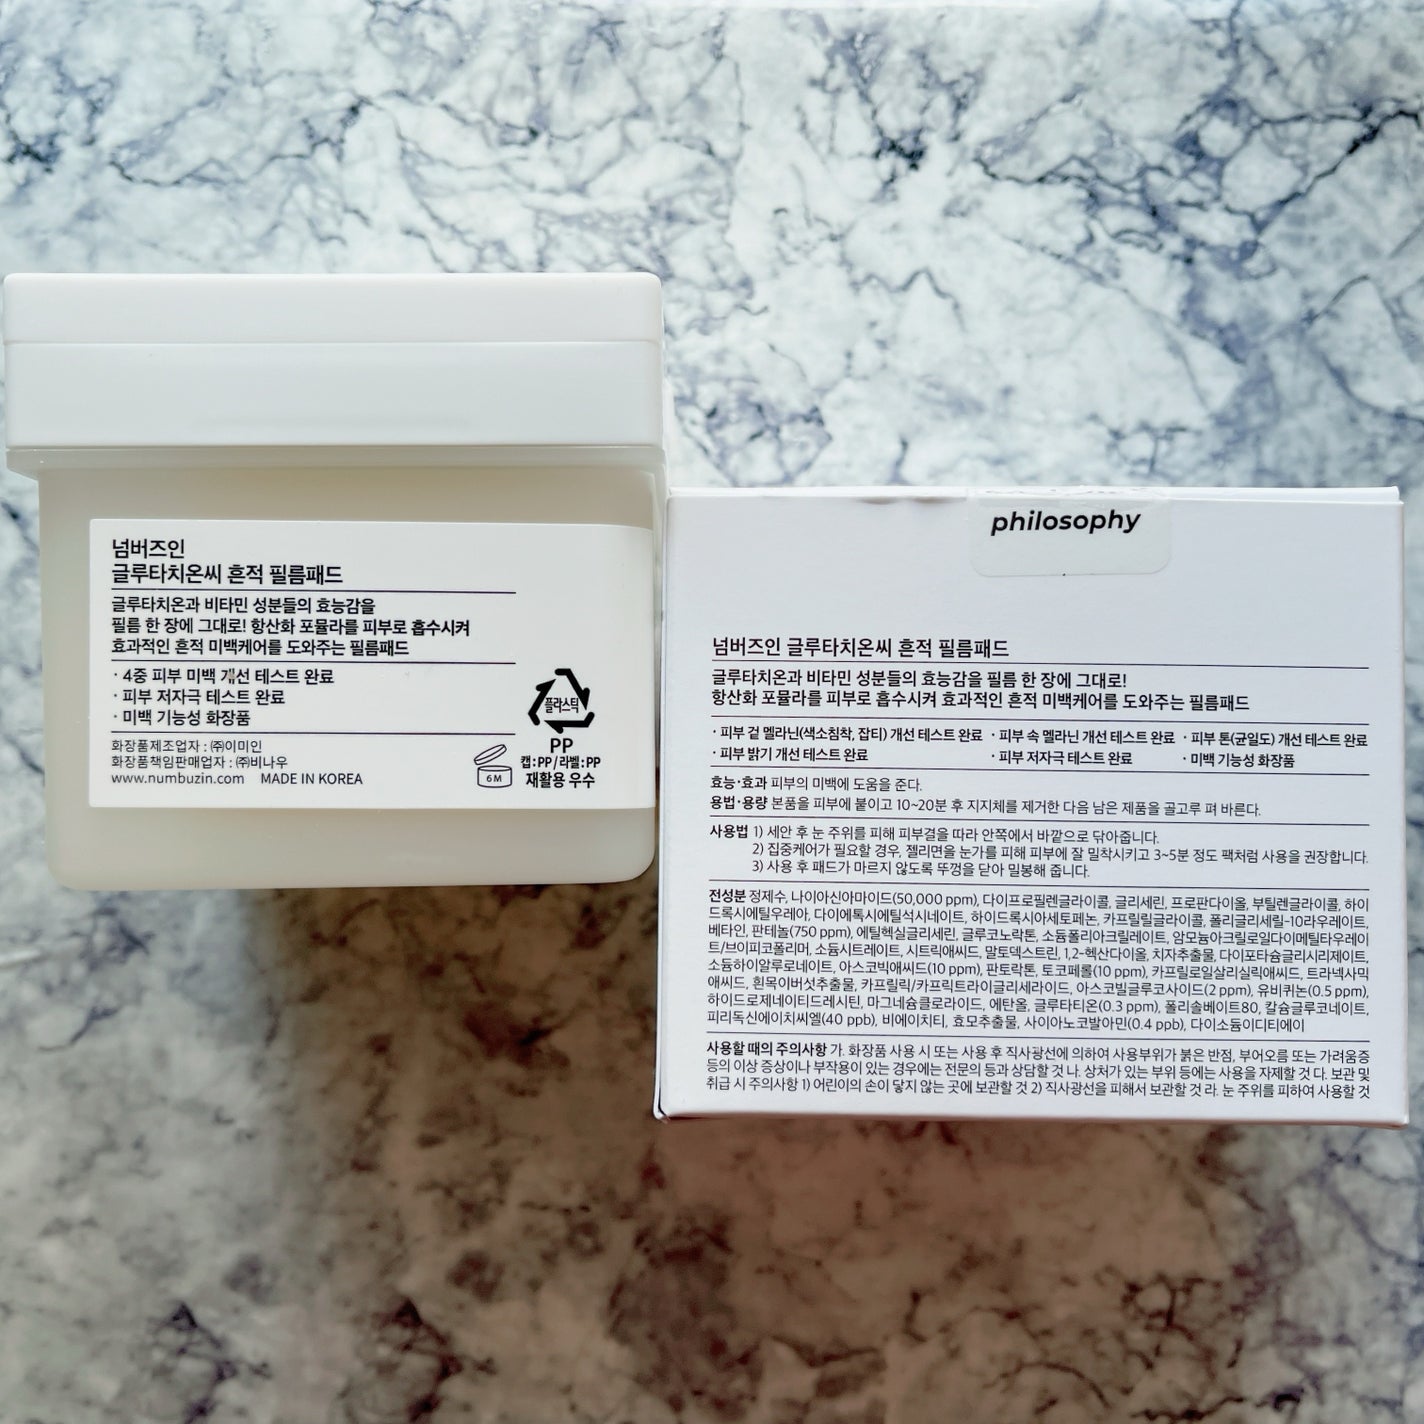 넘버즈인
글루타치온씨 흔적 필름패드
글루타치온과 비타민 성분들의 효능감을
필름 한 장에 그대로! 항산화 포뮬라를 피부로 흡수시켜
효과적인 흔적 미백케어를 도와주는 필름패드
· 4중 피부 미백 개선 테스트 완료
· 피부 저자극 테스트 완료
· 미백 기능성 화장품
화장품제조업자 : ㈜이미인
화장품책임판매업자 : ㈜비나우
www.numbuzin.com MADE IN KOREA
플라스틱
PP
캡:PP/라벨:PP
재활용 우수
6M
philosophy
넘버즈인 글루타치온씨 흔적 필름패드
글루타치온과 비타민 성분들의 효능감을 필름 한 장에 그대로!
항산화 포뮬라를 피부로 흡수시켜 효과적인 흔적 미백케어를 도와주는 필름패드
· 피부 겉 멜라닌(색소침착, 잡티) 개선 테스트 완료 · 피부 속 멜라닌 개선 테스트 완료 · 피부 톤(균일도) 개선 테스트 완료
· 피부 밝기 개선 테스트 완료 · 피부 저자극 테스트 완료 · 미백 기능성 화장품
효능·효과 피부의 미백에 도움을 준다.
용법·용량 본품을 피부에 붙이고 10~20분 후 지지체를 제거한 다음 남은 제품을 골고루 펴 바른다.
사용법 1) 세안 후 눈 주위를 피해 피부결을 따라 안쪽에서 바깥으로 닦아줍니다.
2) 집중케어가 필요할 경우, 젤리면을 눈가를 피해 피부에 잘 밀착시키고 3~5분 정도 팩처럼 사용을 권장합니다.
3) 사용 후 패드가 마르지 않도록 뚜껑을 닫아 밀봉해 줍니다.
전성분 정제수, 나이아신아마이드(50,000 ppm), 다이프로필렌글라이콜, 글리세린, 프로판다이올, 부틸렌글라이콜, 하이
드록시에틸우레아, 다이에톡시에틸석시네이트, 하이드록시아세토페논, 카프릴릴글라이콜, 폴리글리세릴-10라우레이트,
베타인, 판테놀(750 ppm), 에틸헥실글리세린, 글루코노락톤, 소듐폴리아크릴레이트, 암모늄아크릴로일다이메틸타우레이
트/브이피코폴리머, 소듐시트레이트, 시트릭애씨드, 말토덱스트린, 1,2-헥산다이올, 치자추출물, 다이포타슘글리시리제이트,
소듐하이알루로네이트, 아스코빅애씨드(10 ppm), 판토락톤, 토코페롤(10 ppm), 카프릴로일살리실릭애씨드, 트라넥사믹
애씨드, 흰목이버섯추출물, 카프릴릭/카프릭트라이글리세라이드, 아스코빌글루코사이드(2 ppm), 유비퀴논(0.5 ppm),
하이드로제네이티드레시틴, 마그네슘클로라이드, 에탄올, 글루타티온(0.3 ppm), 폴리솔베이트80, 칼슘글루코네이트,
피리독신에이치씨엘(40 ppb), 비에이치티, 효모추출물, 사이아노코발아민(0.4 ppb), 다이소듐이디티에이
사용할 때의 주의사항 가. 화장품 사용 시 또는 사용 후 직사광선에 의하여 사용부위가 붉은 반점, 부어오름 또는 가려움증
등의 이상 증상이나 부작용이 있는 경우에는 전문의 등과 상담할 것 나. 상처가 있는 부위 등에는 사용을 자제할 것 다. 보관 및
취급 시 주의사항 1) 어린이의 손이 닿지 않는 곳에 보관할 것 2) 직사광선을 피해서 보관할 것 라. 눈 주위를 피하여 사용할 것